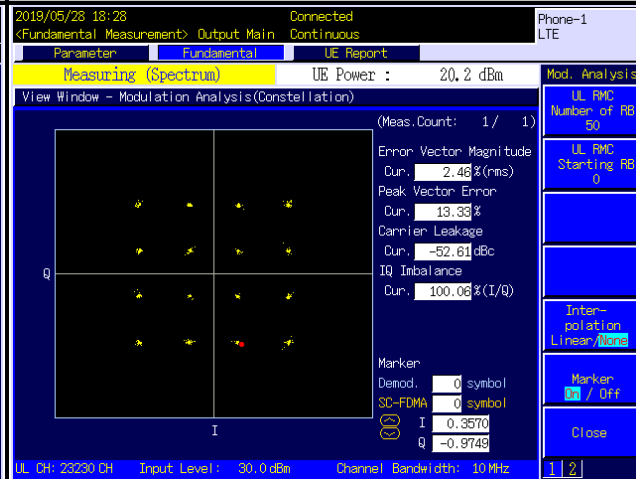 2019/05/28 18:28 Connected Phone-1
<Fundamental Measurement> Output Main Continuous LTE
Parameter Fundamental UE Report
Measuring (Spectrum) UE Power : 20.2 dBm Mod. Analysis
View Window - Modulation Analysis(Constellation)
UL RMC
Number of RB
50
(Meas.Count: 1/ 1)
UL RMC
Starting RB
0
Error Vector Magnitude
Cur. 2.46 %(rms)
Peak Vector Error
Cur. 13.33 %
Carrier Leakage
Cur. -52.61 dBc
IQ Imbalance
Cur. 100.06 %(I/Q)
Q
I
Inter-
polation
Linear/None
Marker
Demod. 0 symbol
SC-FDMA 0 symbol
I 0.3570
Q -0.9749
Marker
On / Off
Close
UL CH: 23230 CH Input Level: 30.0 dBm Channel Bandwidth: 10 MHz 1 2